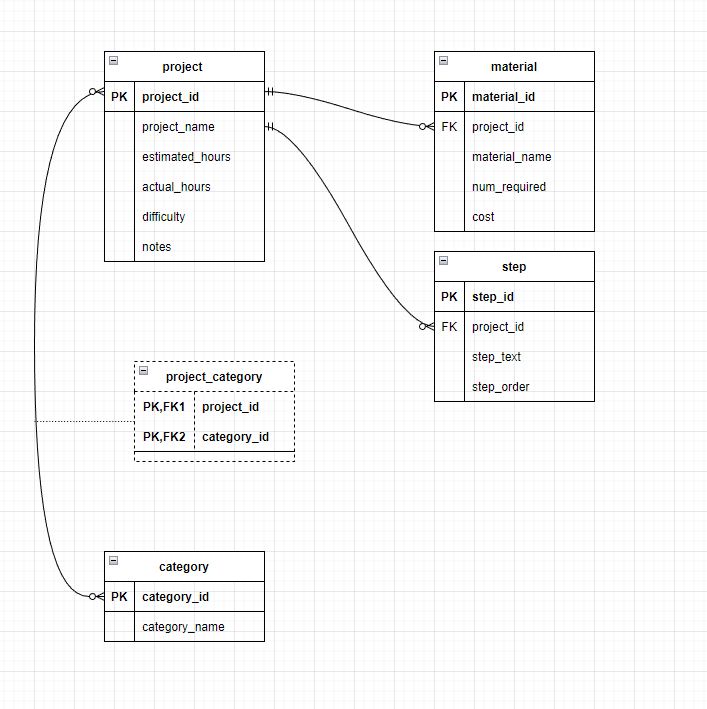 project
PK project_id
project_name
estimated_hours
actual_hours
difficulty
notes
material
PK material_id
FK project_id
material_name
num_required
cost
step
PK step_id
FK project_id
step_text
step_order
project_category
PK,FK1 project_id
PK,FK2 category_id
category
PK category_id
category_name